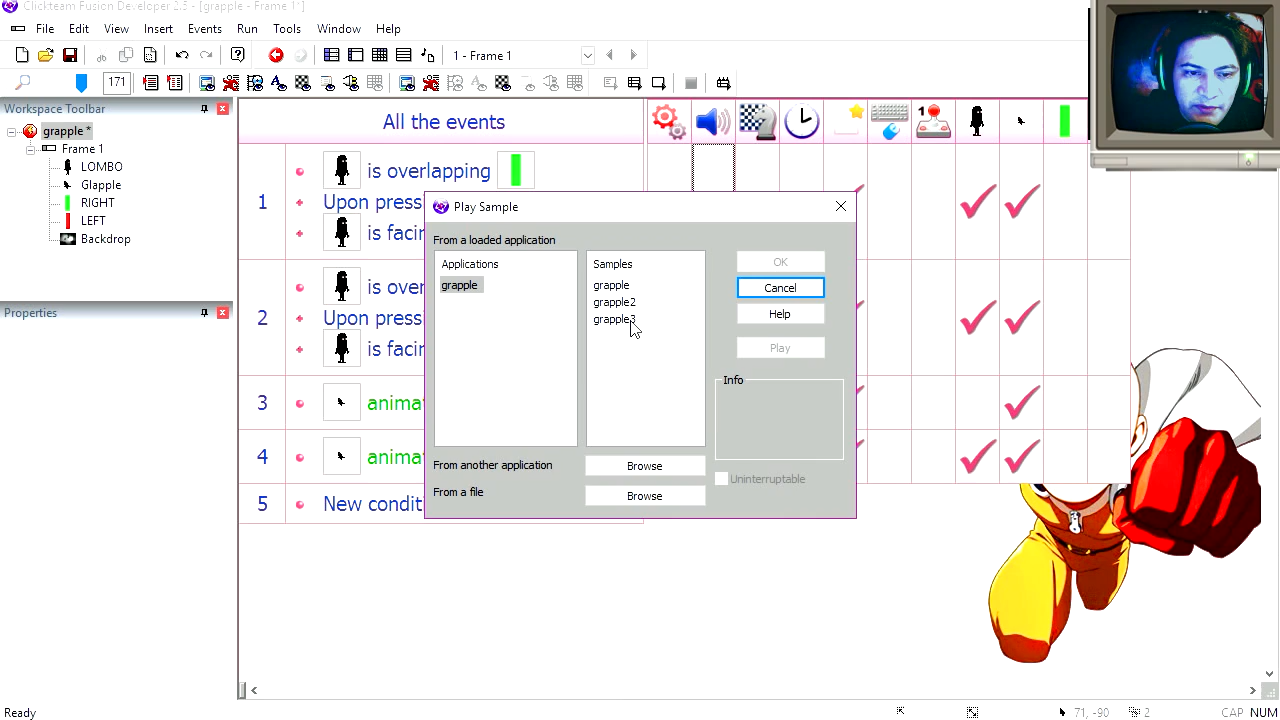 Clickteam Fusion Developer 2.5 - [grapple - Frame 1*]
File Edit View Insert Events Run Tools Window Help
1 - Frame 1
171
Workspace Toolbar
grapple *
Frame 1
LOMBO
Glapple
RIGHT
LEFT
Backdrop
Properties
All the events
1
1 is overlapping
Upon press
is facin
2 is over
Upon pressi
is facin
3 animat
4 animat
5 New condit
Play Sample
From a loaded application
Applications
grapple
Samples
grapple
grapple2
grapple3
OK
Cancel
Help
Play
Info
From another application
Browse
Uninterruptable
From a file
Browse
Ready
71, -90
2
CAP NUM